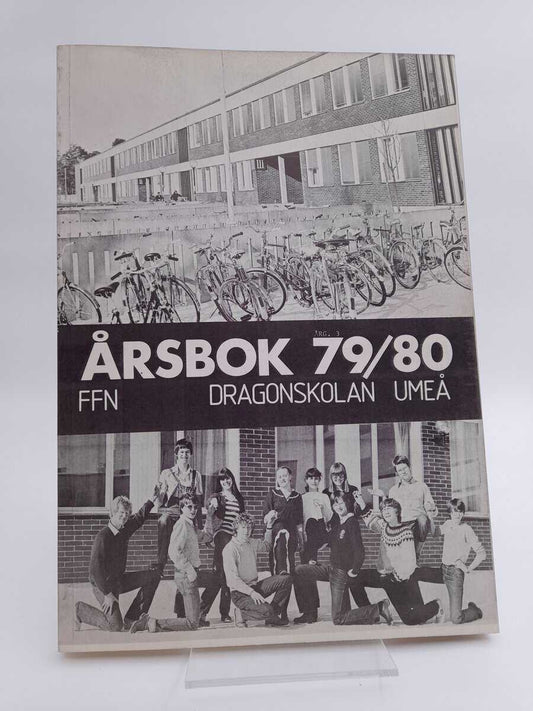 ÅRG. 3
ÅRSBOK 79/80
FFN DRAGONSKOLAN UMEÅ